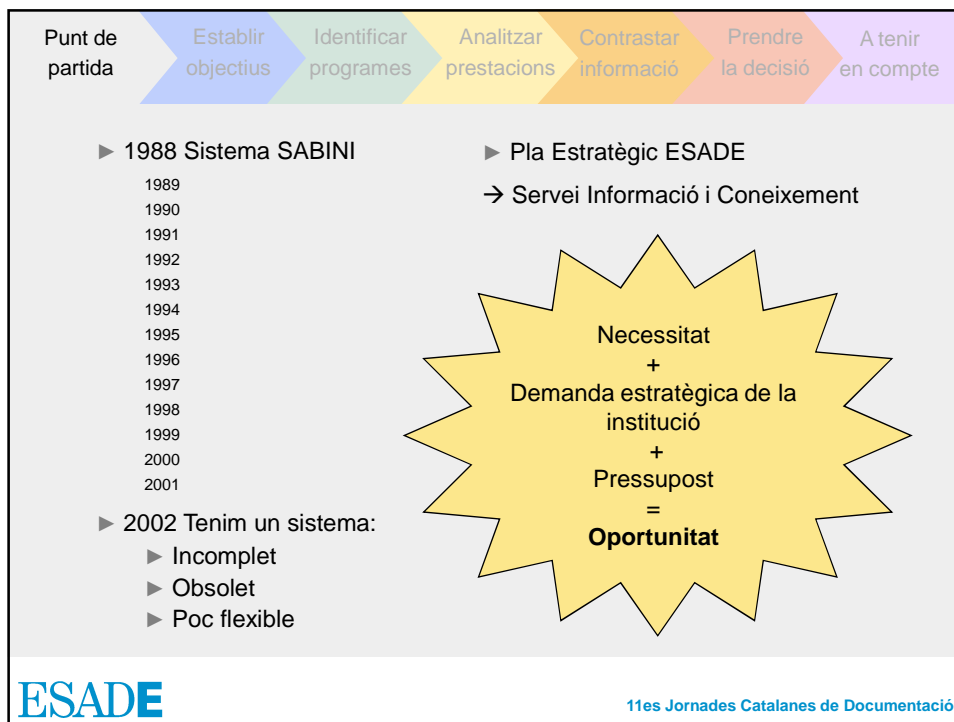 Punt de
partida
Establir
objectius
Identificar
programes
Analitzar
prestacions
Contrastar
informació
Prendre
la decisió
A tenir
en compte
► 1988 Sistema SABINI
1989
1990
1991
1992
1993
1994
1995
1996
1997
1998
1999
2000
2001
► 2002 Tenim un sistema:
► Incomplet
► Obsolet
► Poc flexible
► Pla Estratègic ESADE
→ Servei Informació i Coneixement
Necessitat
+
Demanda estratègica de la
institució
+
Pressupost
=
Oportunitat
ESADE
11es Jornades Catalanes de Documentació